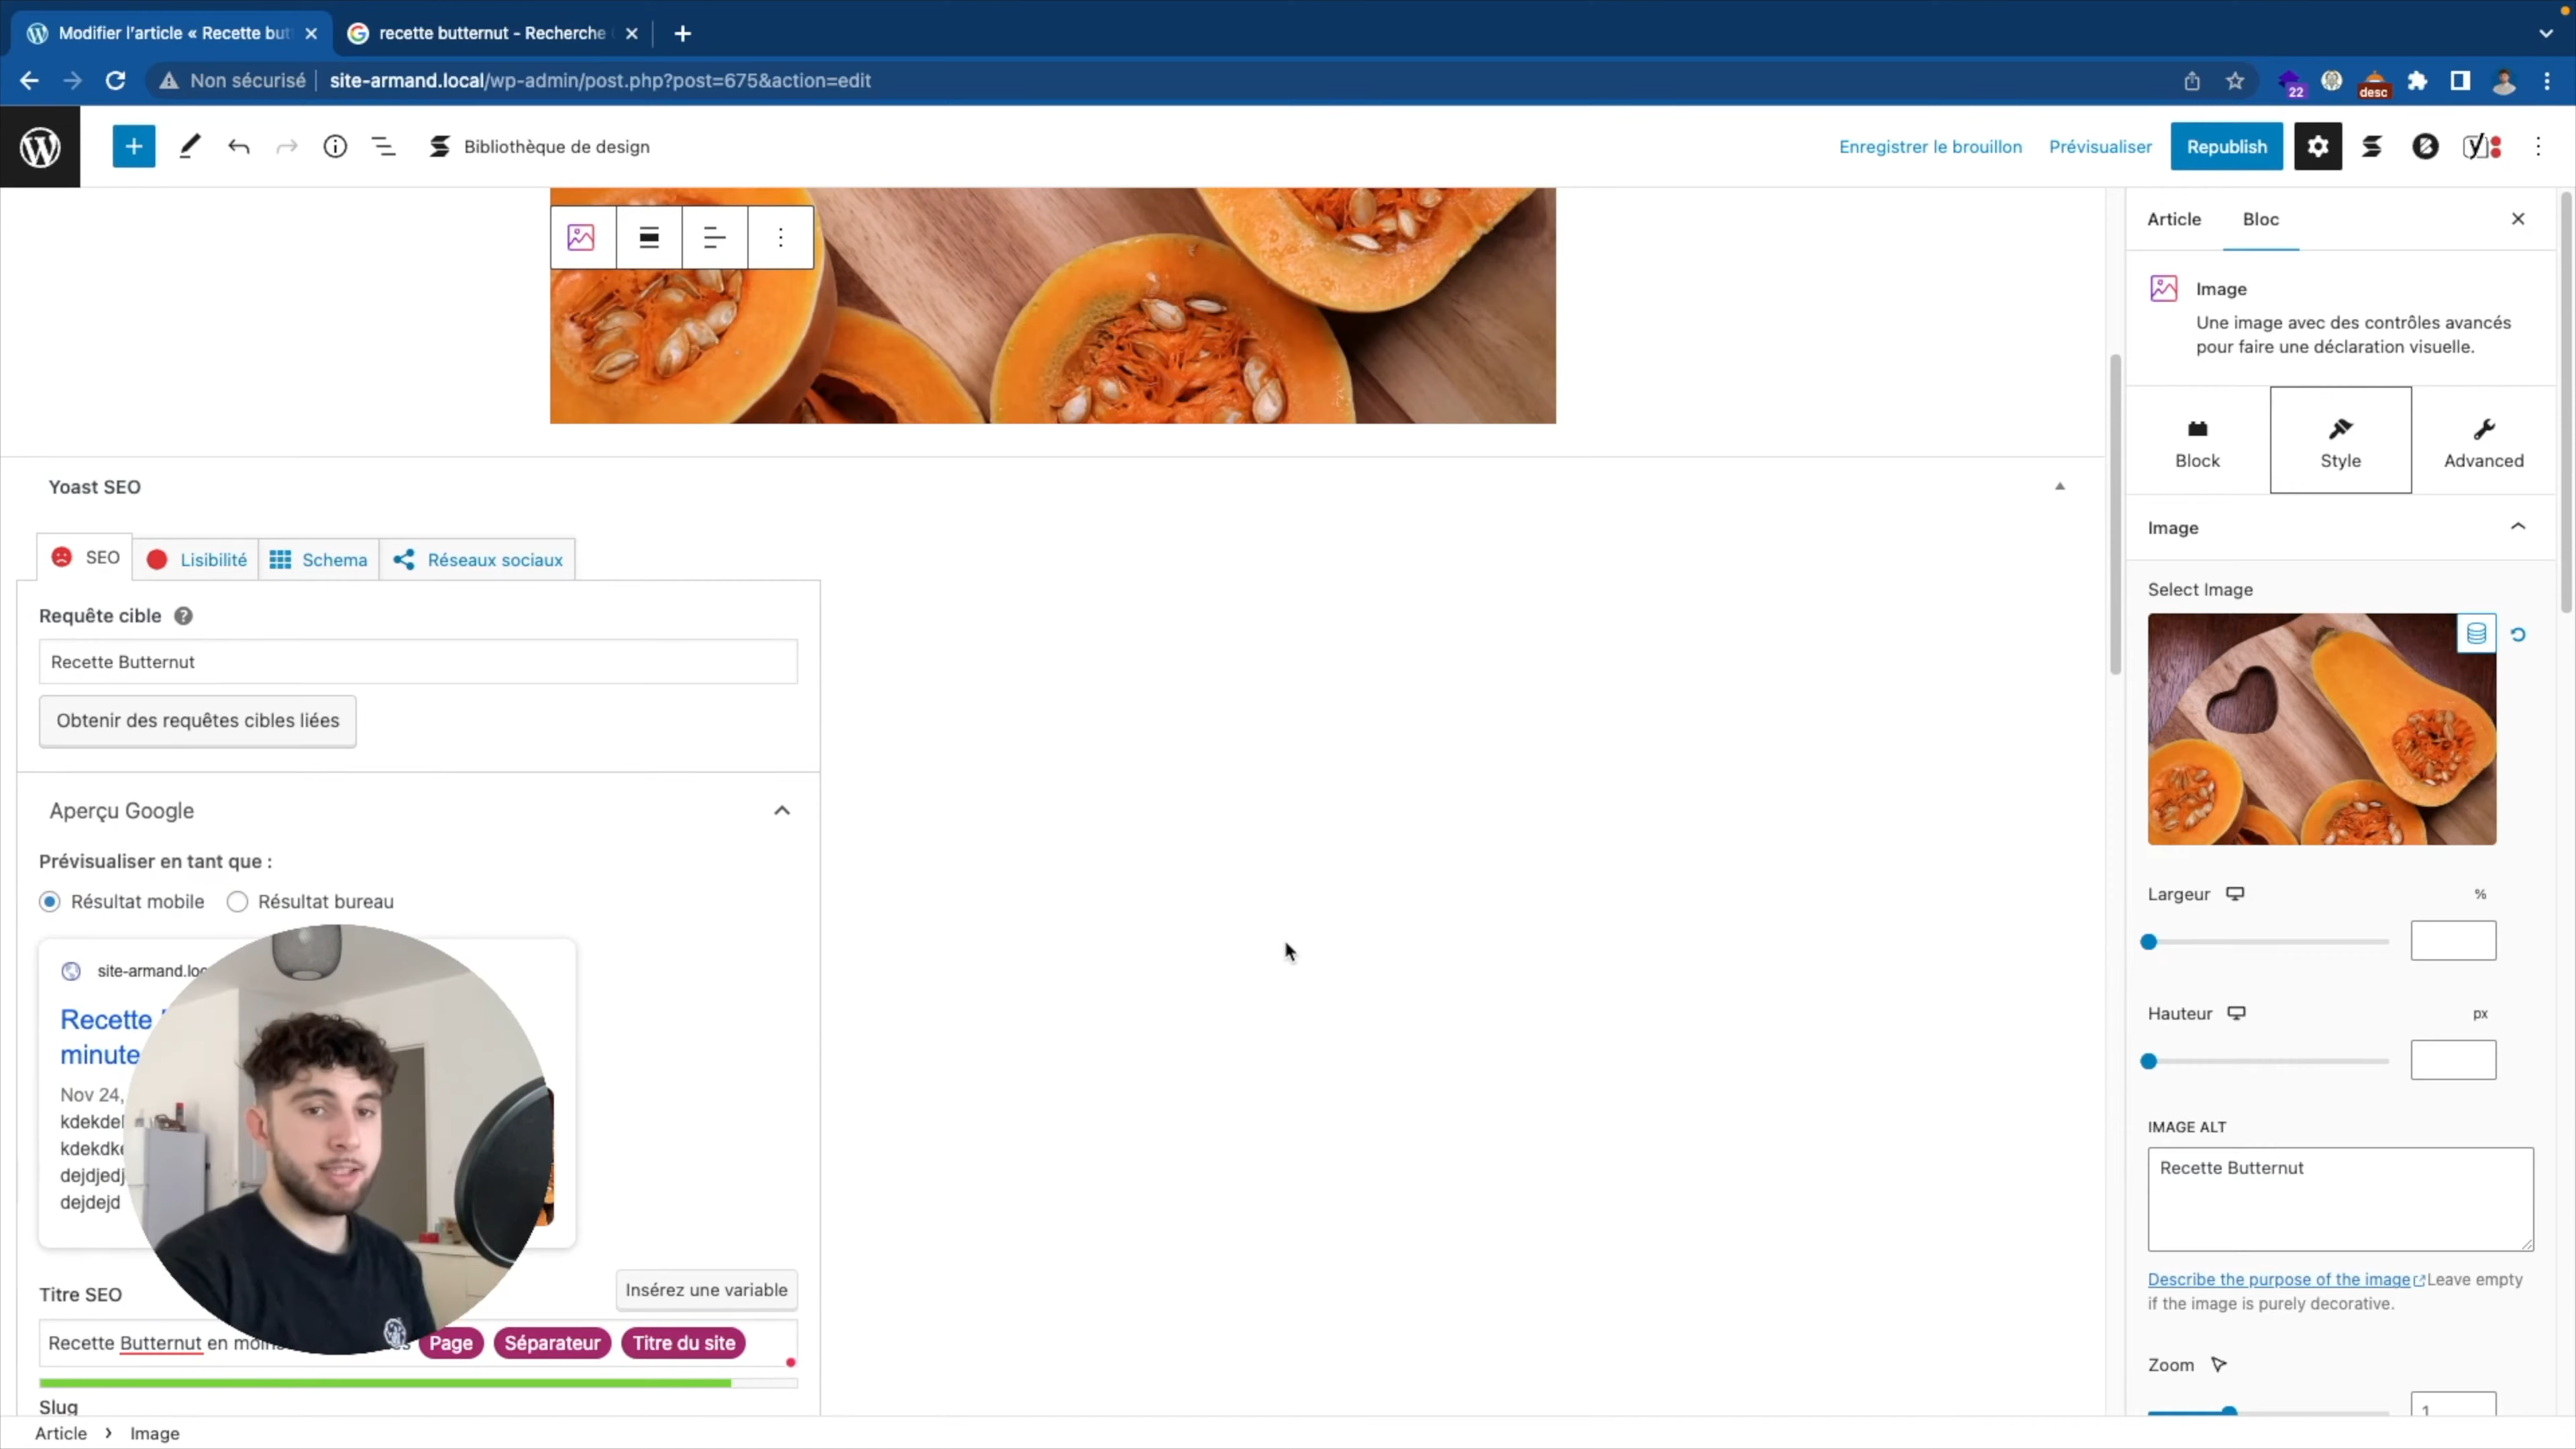 Modifier l'article « Recette but
recette butternut - Recherche
Non sécurisé
site-armand.local/wp-admin/post.php?post=675&action=edit
22
desc
Bibliothèque de design
Enregistrer le brouillon
Prévisualiser
Republish
Article
Bloc
Image
Une image avec des contrôles avancés
pour faire une déclaration visuelle.
Block
Style
Advanced
Image
Select Image
Largeur
%
Hauteur
px
IMAGE ALT
Recette Butternut
Describe the purpose of the image Leave empty
if the image is purely decorative.
Zoom
1
Yoast SEO
SEO
Lisibilité
Schema
Réseaux sociaux
Requête cible
Recette Butternut
Obtenir des requêtes cibles liées
Aperçu Google
Prévisualiser en tant que :
Résultat mobile
Résultat bureau
Recette
minute
Nov 24,
dejdejd
Titre SEO
Insérez une variable
Recette Butternut en
Page
Séparateur
Titre du site
Slug
Article › Image